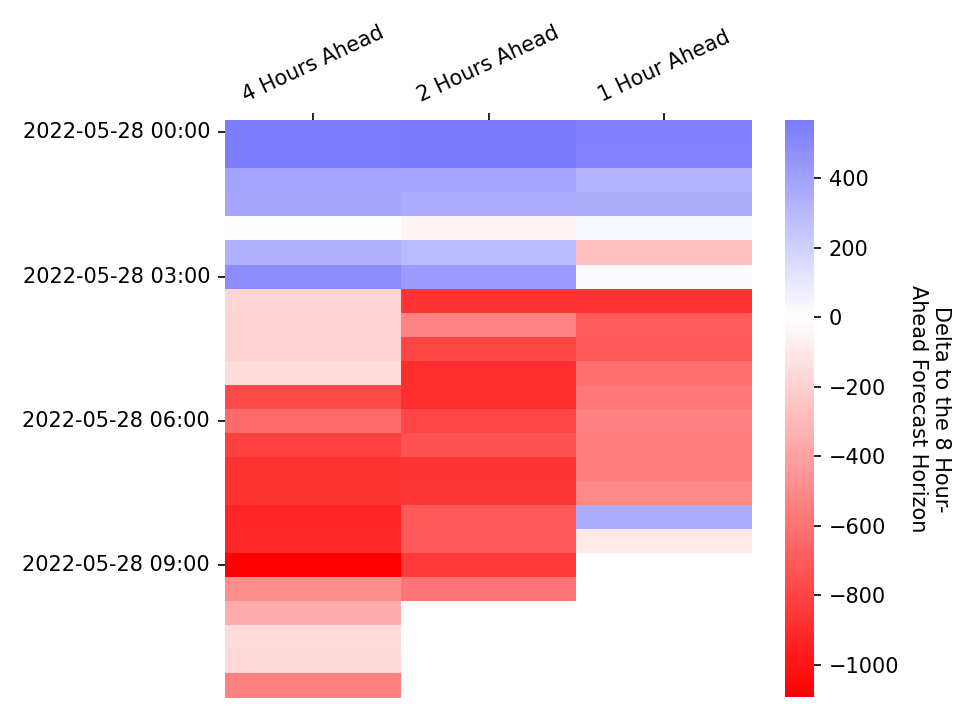 4 Hours Ahead
2 Hours Ahead
1 Hour Ahead
2022-05-28 00:00
2022-05-28 03:00
2022-05-28 06:00
2022-05-28 09:00
400
200
0
−200
−400
−600
−800
−1000
Delta to the 8 Hour-
Ahead Forecast Horizon